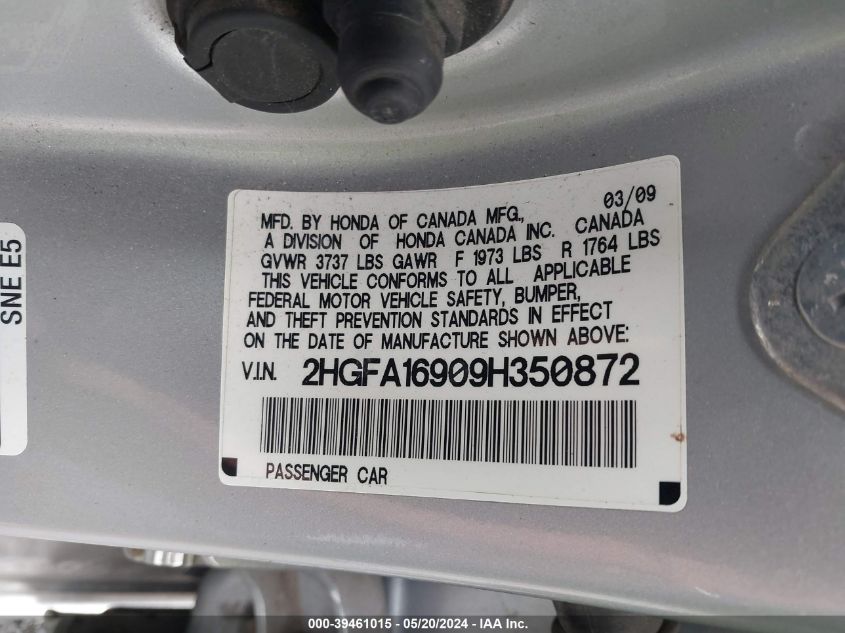 03/09
MFD. BY HONDA OF CANADA MFG.,
A DIVISION OF HONDA CANADA INC. CANADA
GVWR 3737 LBS GAWR F 1973 LBS R 1764 LBS
THIS VEHICLE CONFORMS TO ALL APPLICABLE
FEDERAL MOTOR VEHICLE SAFETY, BUMPER,
AND THEFT PREVENTION STANDARDS IN EFFECT
ON THE DATE OF MANUFACTURE SHOWN ABOVE:
V.I.N. 2HGFA16909H350872
PASSENGER CAR
SNE E5
000-39461015 - 05/20/2024 - IAA Inc.